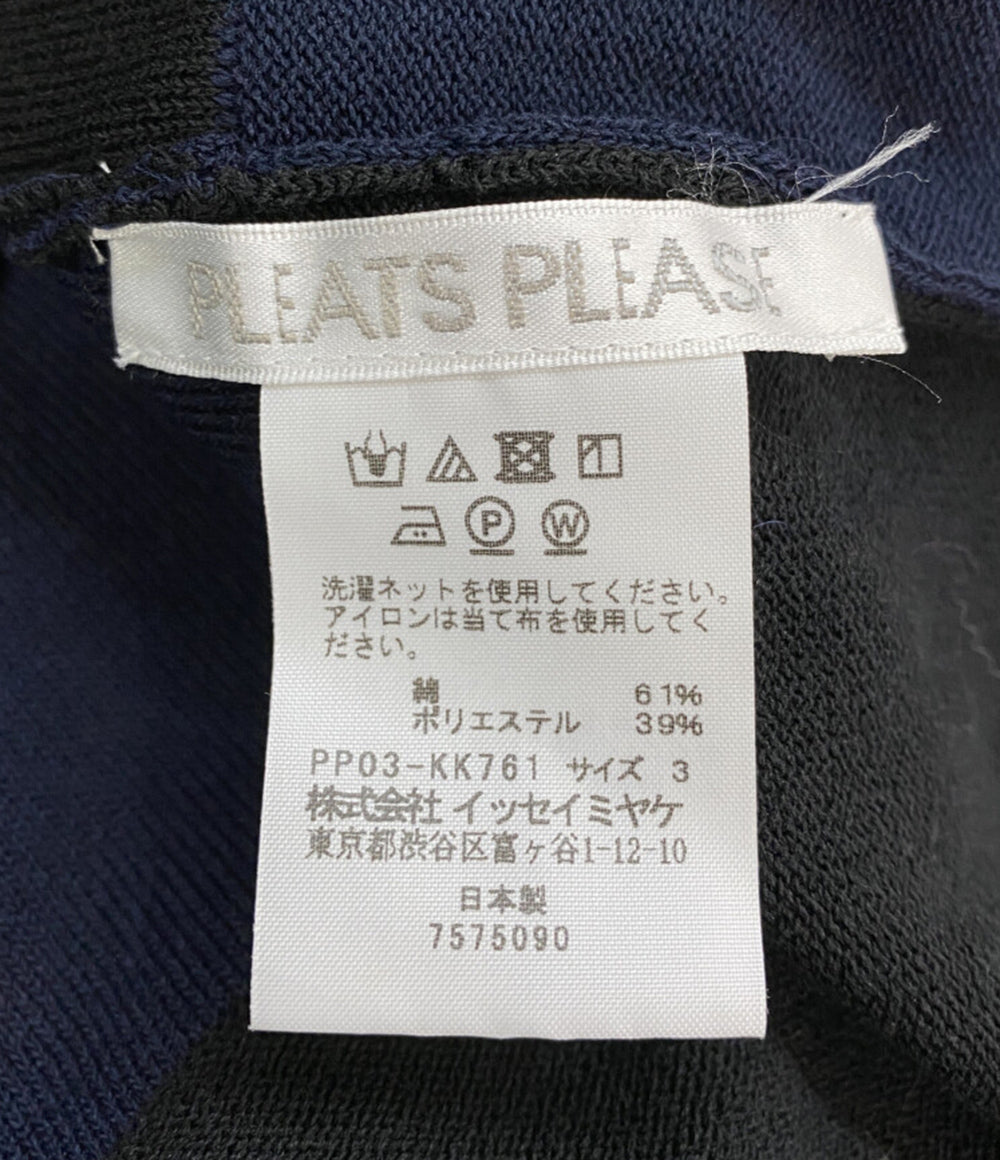 PLEATS PLEASE
P W
洗濯ネットを使用してください。
アイロンは当て布を使用してく
ださい。
綿 61%
ポリエステル 39%
PP03-KK761 サイズ 3
株式会社 イッセイミヤケ
東京都渋谷区富ヶ谷1-12-10
日本製
7575090